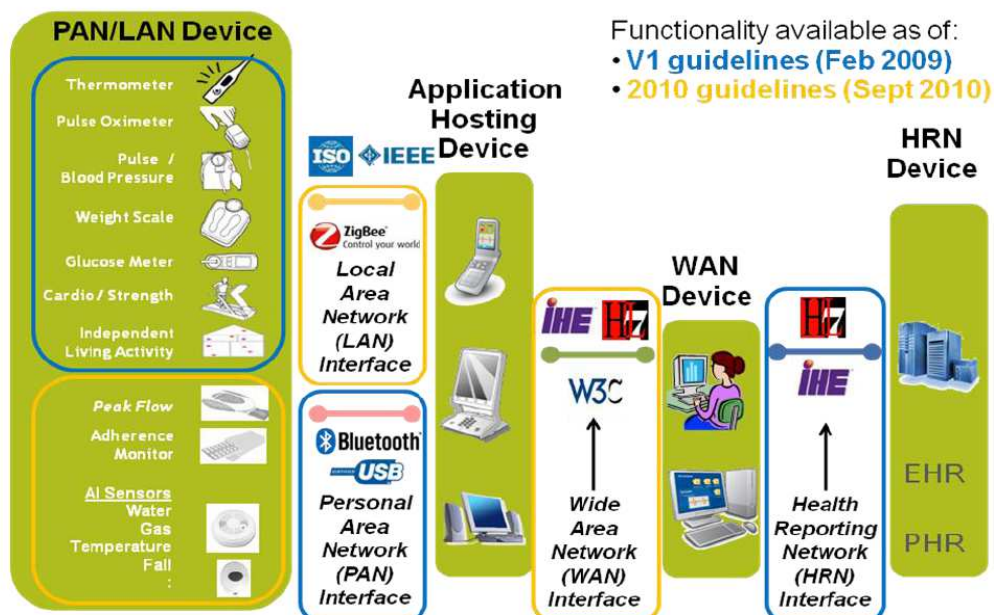 PAN/LAN Device
Thermometer
Pulse Oximeter
Pulse /
Blood Pressure
Weight Scale
Glucose Meter
Cardio / Strength
Independent
Living Activity
Peak Flow
Adherence
Monitor
AI Sensors
Water
Gas
Temperature
Fall
:
ISO
IEEE
ZigBee®
Control your world
Local
Area
Network
(LAN)
Interface
Bluetooth®
CERTIFIED
USB
Personal
Area
Network
(PAN)
Interface
Application
Hosting
Device
Functionality available as of:
• V1 guidelines (Feb 2009)
• 2010 guidelines (Sept 2010)
IHE
HL7
W3C
Wide
Area
Network
(WAN)
Interface
WAN
Device
HL7
IHE
Health
Reporting
Network
(HRN)
Interface
HRN
Device
EHR
PHR